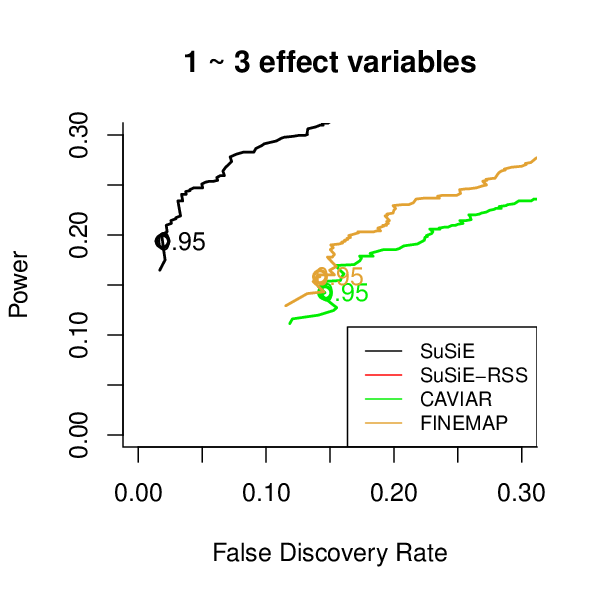 1 ~ 3 effect variables
Power
0.30
0.20
0.10
0.00
.95
.95
.95
SuSiE
SuSiE−RSS
CAVIAR
FINEMAP
0.00 0.10 0.20 0.30
False Discovery Rate